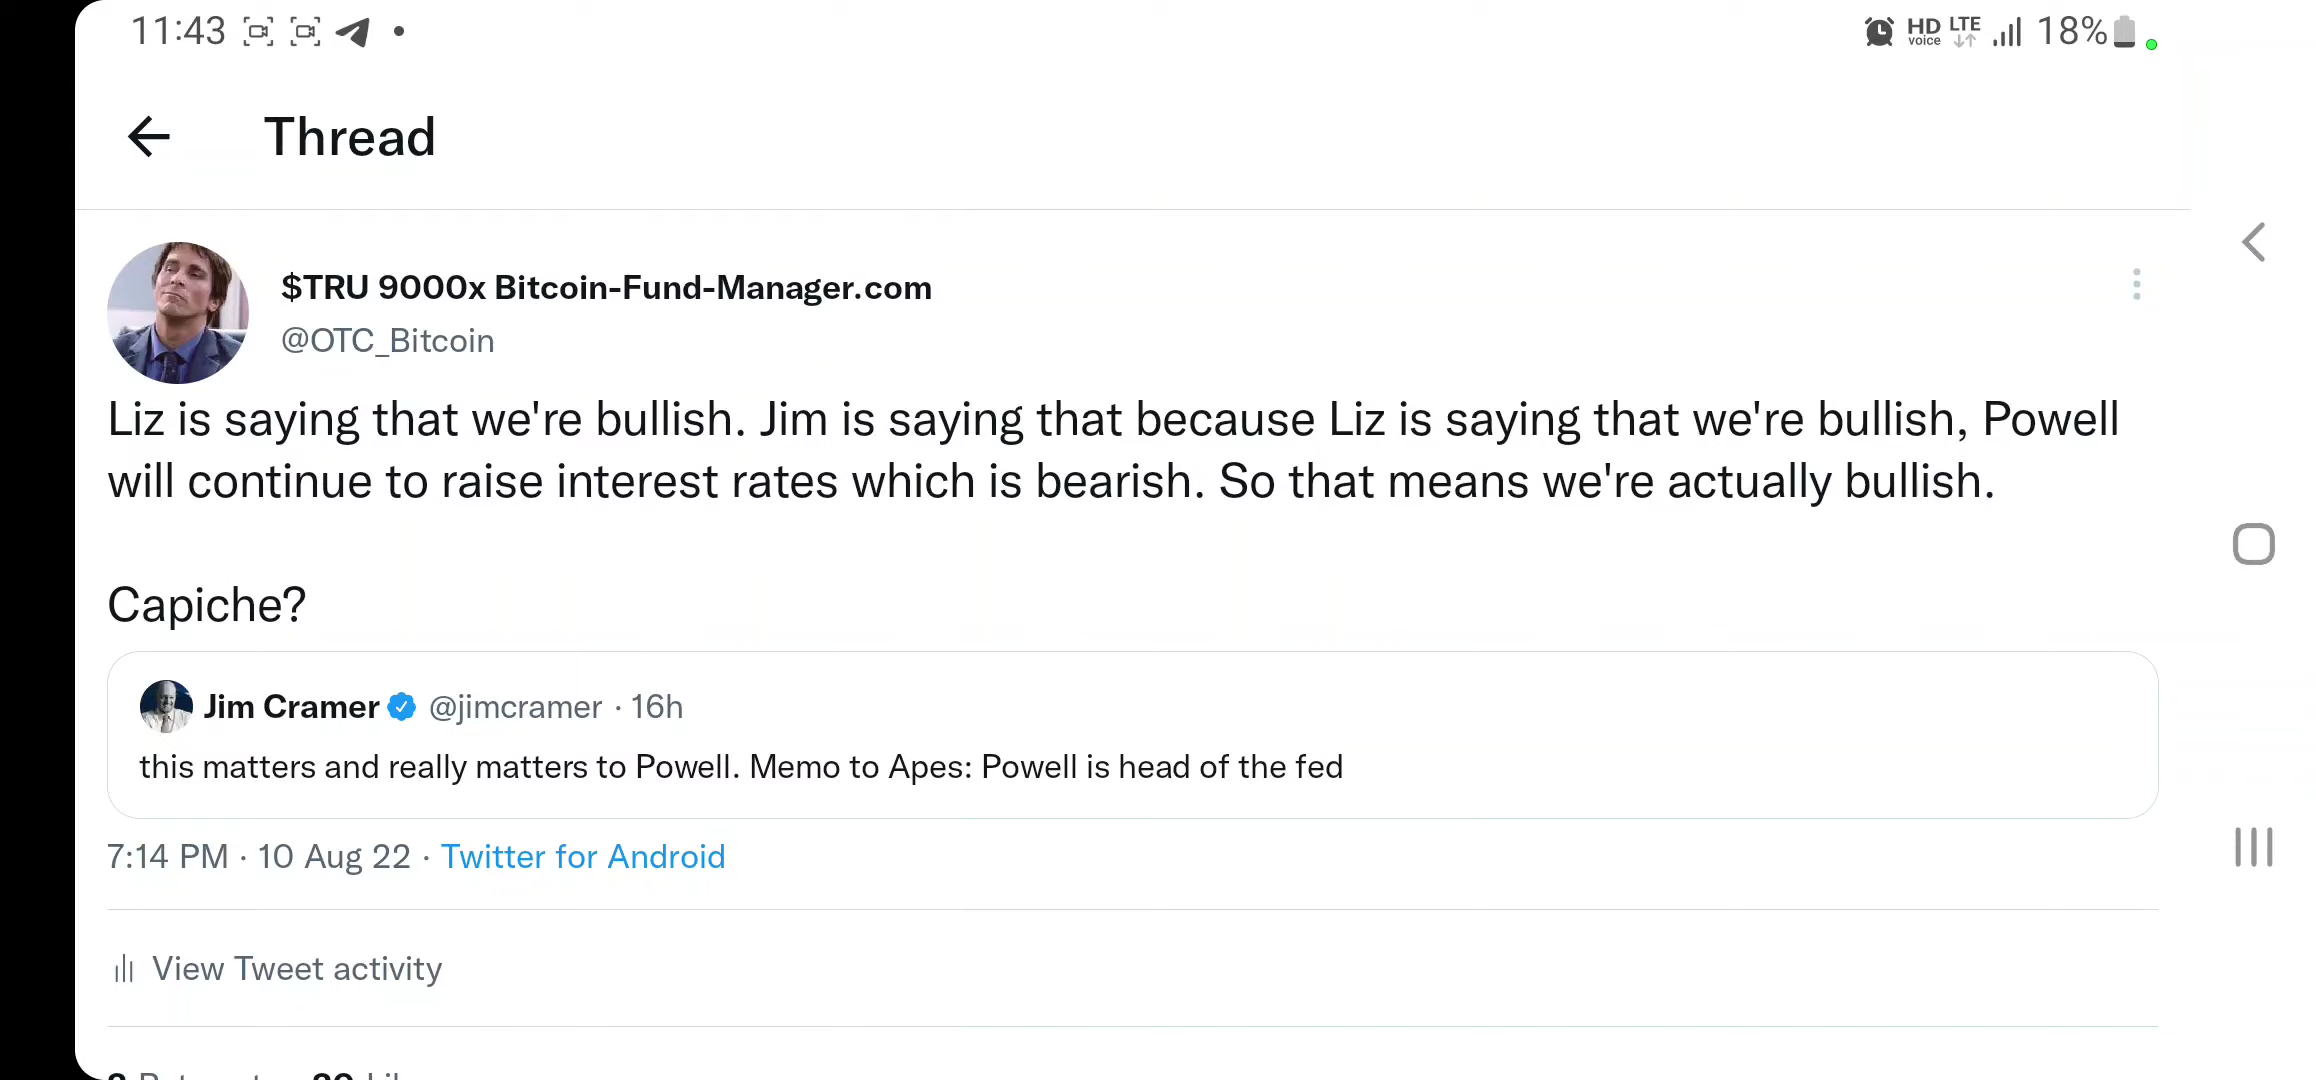 11:43
HD voice LTE 18%
Thread
$TRU 9000x Bitcoin-Fund-Manager.com
@OTC_Bitcoin
Liz is saying that we're bullish. Jim is saying that because Liz is saying that we're bullish, Powell
will continue to raise interest rates which is bearish. So that means we're actually bullish.
Capiche?
Jim Cramer @jimcramer · 16h
this matters and really matters to Powell. Memo to Apes: Powell is head of the fed
7:14 PM · 10 Aug 22 · Twitter for Android
View Tweet activity